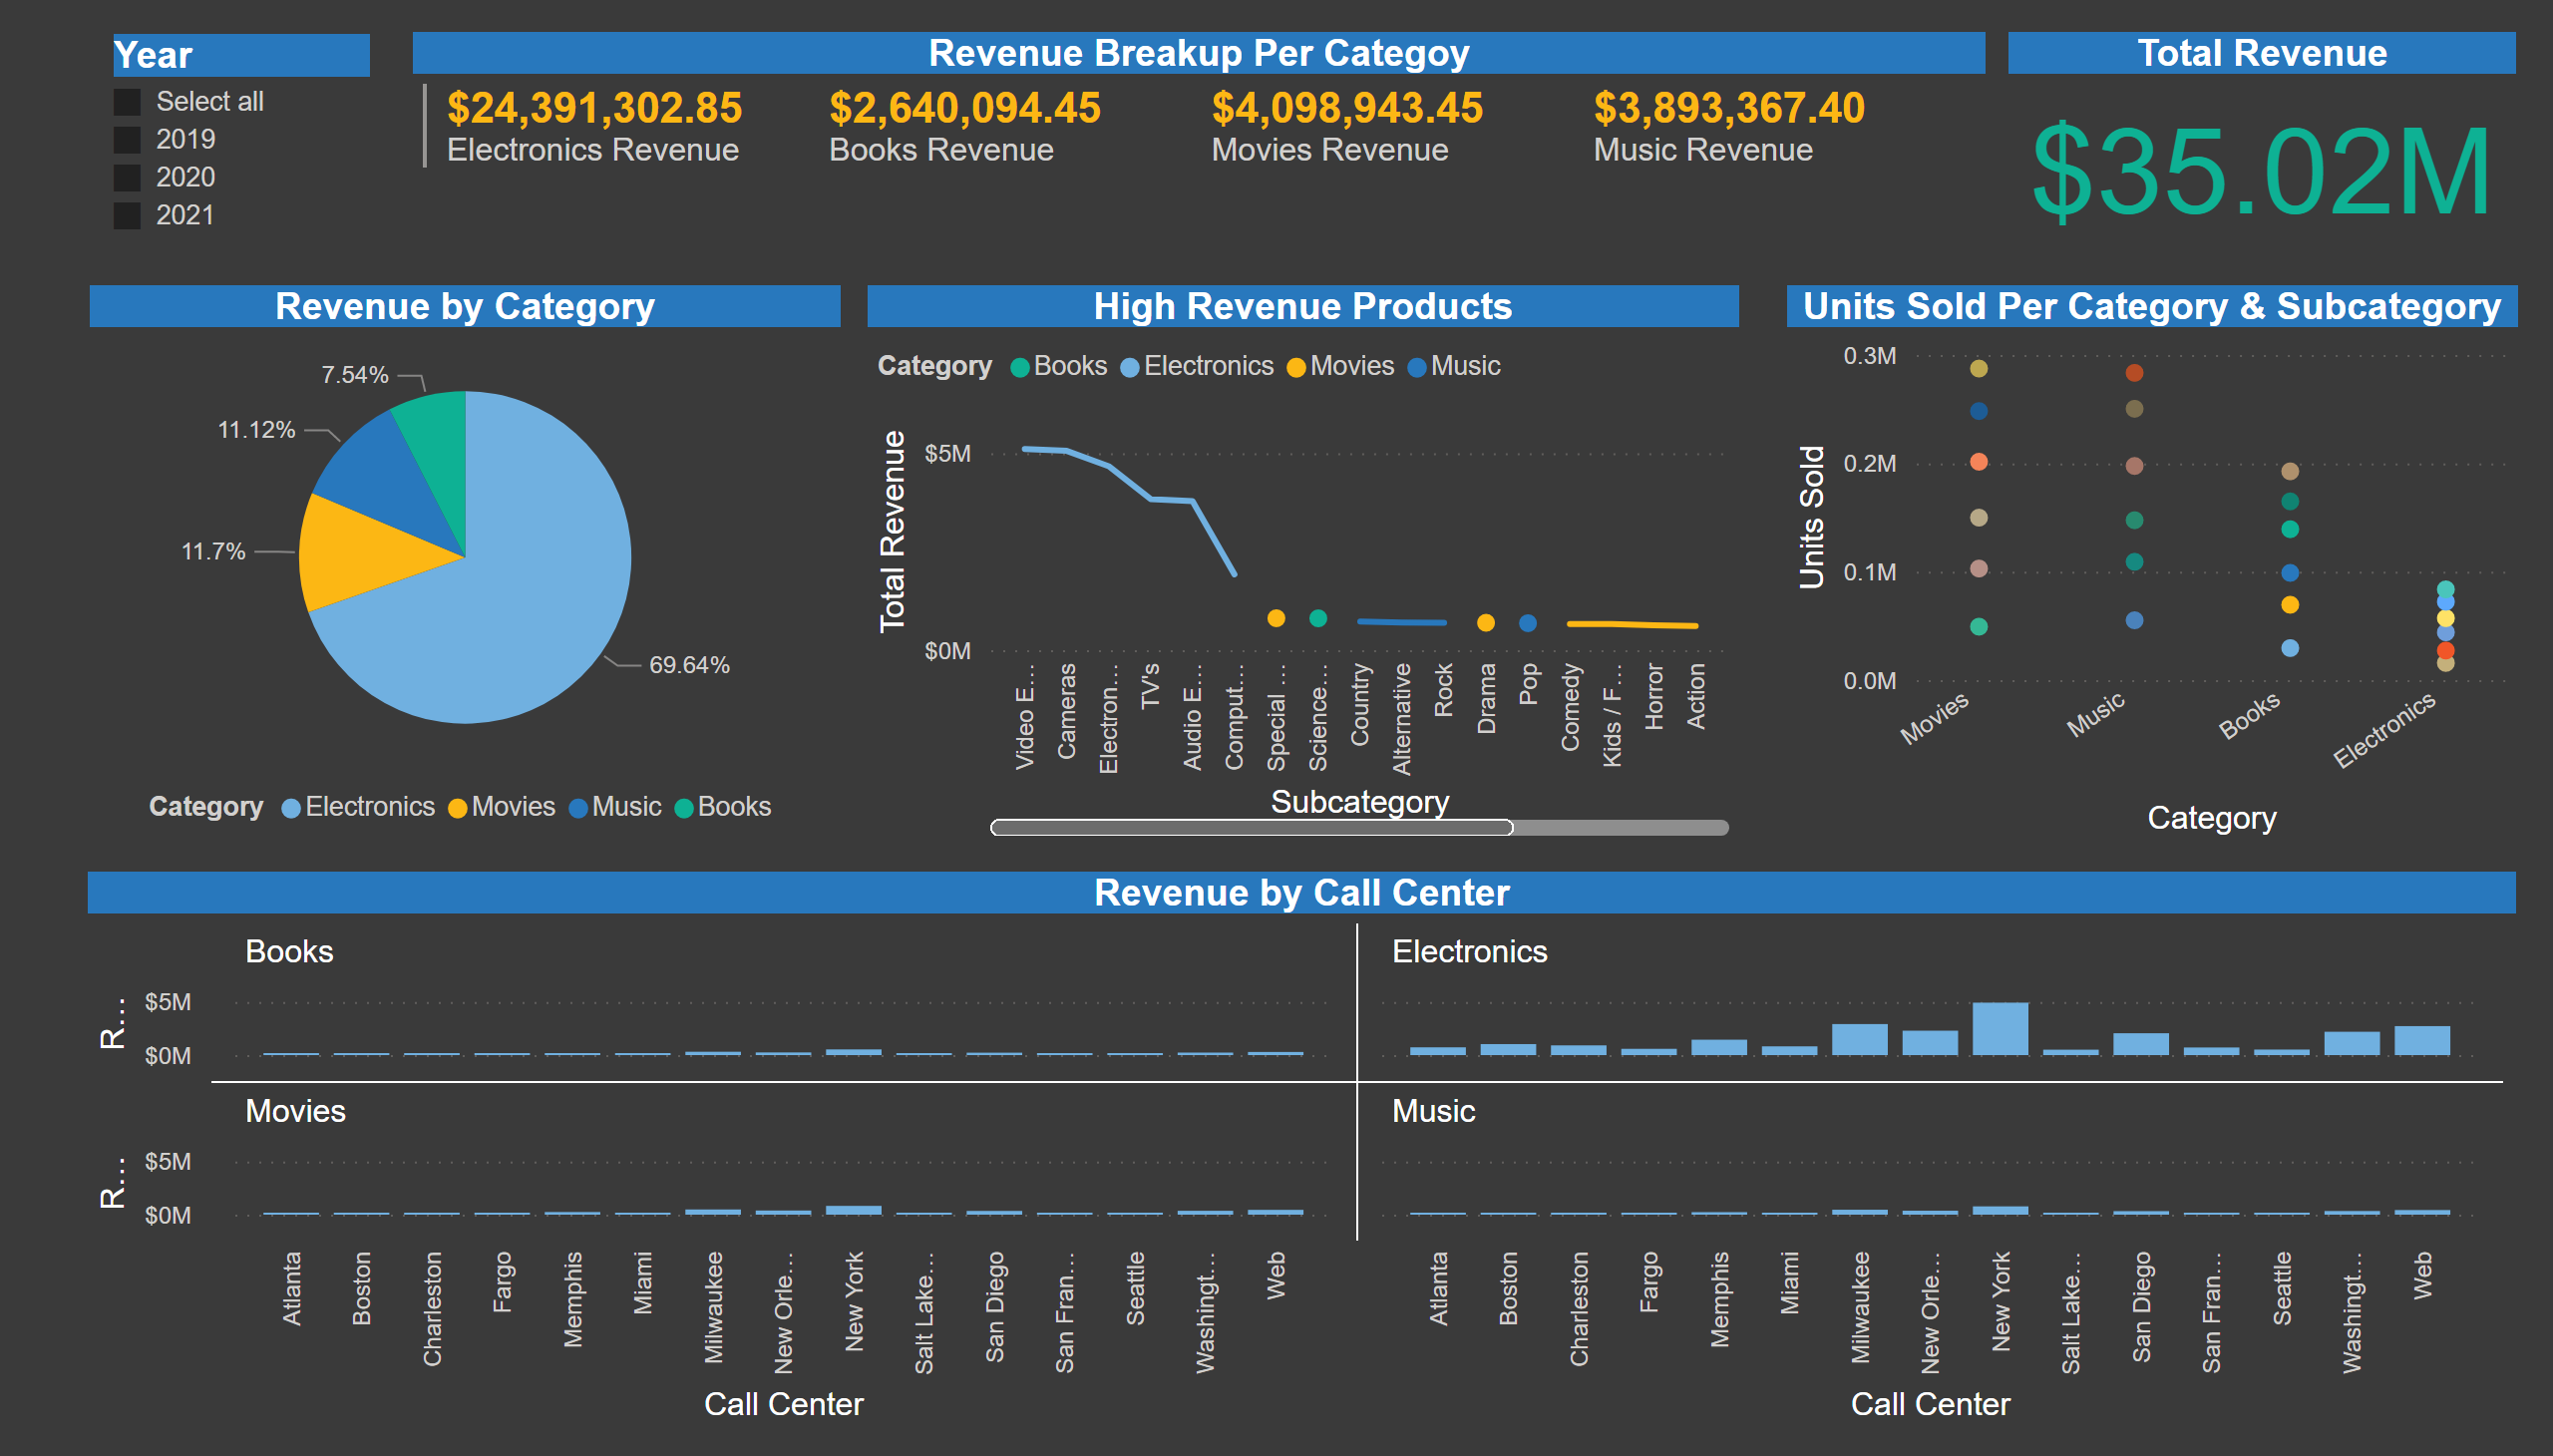 Year
Select all
2019
2020
2021
Revenue Breakup Per Categoy
$24,391,302.85
Electronics Revenue
$2,640,094.45
Books Revenue
$4,098,943.45
Movies Revenue
$3,893,367.40
Music Revenue
Total Revenue
$35.02M
Revenue by Category
7.54%
11.12%
11.7%
69.64%
Category Electronics Movies Music Books
High Revenue Products
Category Books Electronics Movies Music
Total Revenue
$5M
$0M
Video E...
Cameras
Electron...
TV's
Audio E...
Comput...
Special ...
Science...
Country
Alternative
Rock
Drama
Pop
Comedy
Kids / F...
Horror
Action
Subcategory
Units Sold Per Category & Subcategory
Units Sold
0.3M
0.2M
0.1M
0.0M
Movies
Music
Books
Electronics
Category
Revenue by Call Center
Books
R...
$5M
$0M
Electronics
Movies
R...
$5M
$0M
Music
Atlanta
Boston
Charleston
Fargo
Memphis
Miami
Milwaukee
New Orle...
New York
Salt Lake...
San Diego
San Fran...
Seattle
Washingt...
Web
Call Center
Atlanta
Boston
Charleston
Fargo
Memphis
Miami
Milwaukee
New Orle...
New York
Salt Lake...
San Diego
San Fran...
Seattle
Washingt...
Web
Call Center